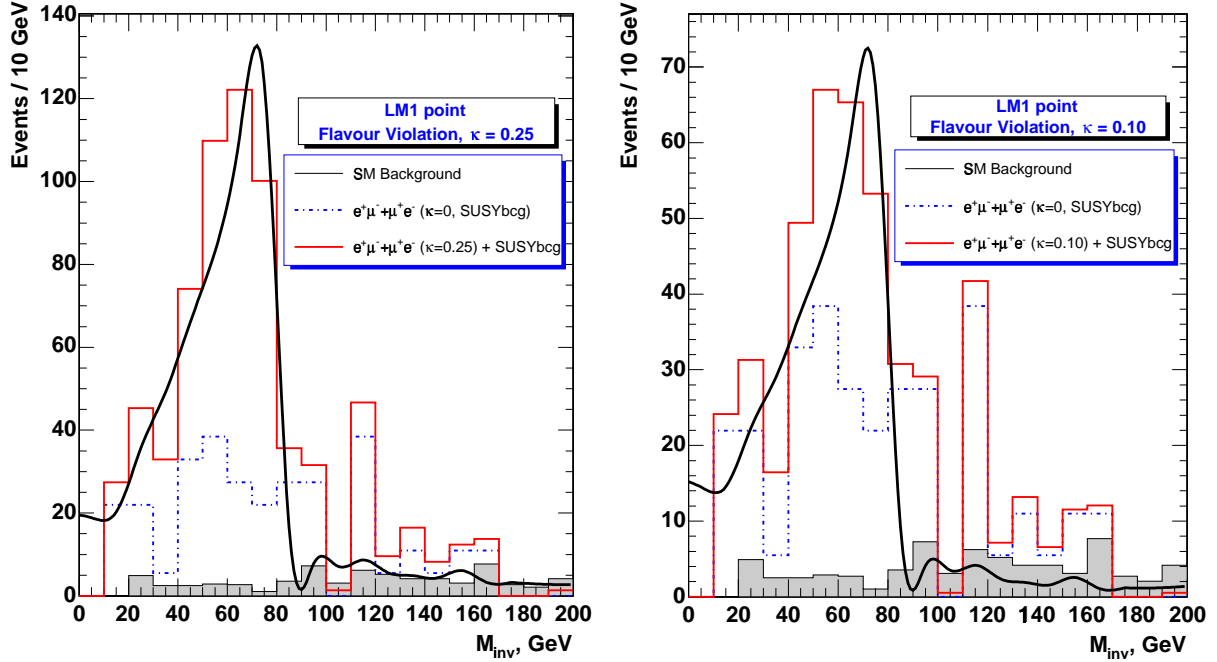 Events / 10 GeV
140
120
100
80
60
40
20
0
LM1 point
Flavour Violation, κ = 0.25
SM Background
e⁺μ⁻+μ⁺e⁻ (κ=0, SUSYbcg)
e⁺μ⁻+μ⁺e⁻ (κ=0.25) + SUSYbcg
0 20 40 60 80 100 120 140 160 180 200
M_inv, GeV
Events / 10 GeV
70
60
50
40
30
20
10
0
LM1 point
Flavour Violation, κ = 0.10
SM Background
e⁺μ⁻+μ⁺e⁻ (κ=0, SUSYbcg)
e⁺μ⁻+μ⁺e⁻ (κ=0.10) + SUSYbcg
0 20 40 60 80 100 120 140 160 180 200
M_inv, GeV